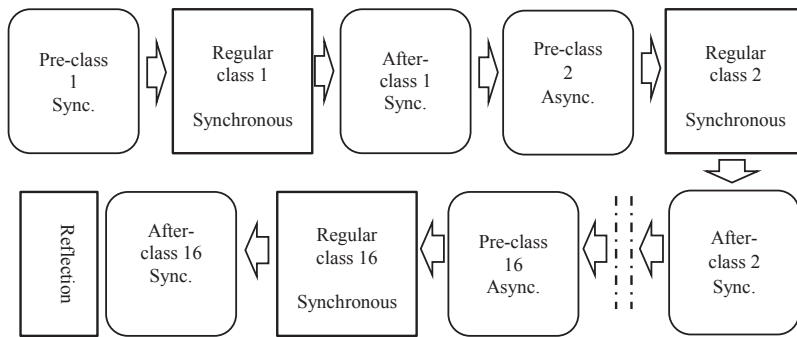 Pre-class
1
Sync.
Regular
class 1
Synchronous
After-
class 1
Sync.
Pre-class
2
Async.
Regular
class 2
Synchronous
After-
class 2
Sync.
Pre-class
16
Async.
Regular
class 16
Synchronous
After-
class 16
Sync.
Reflection